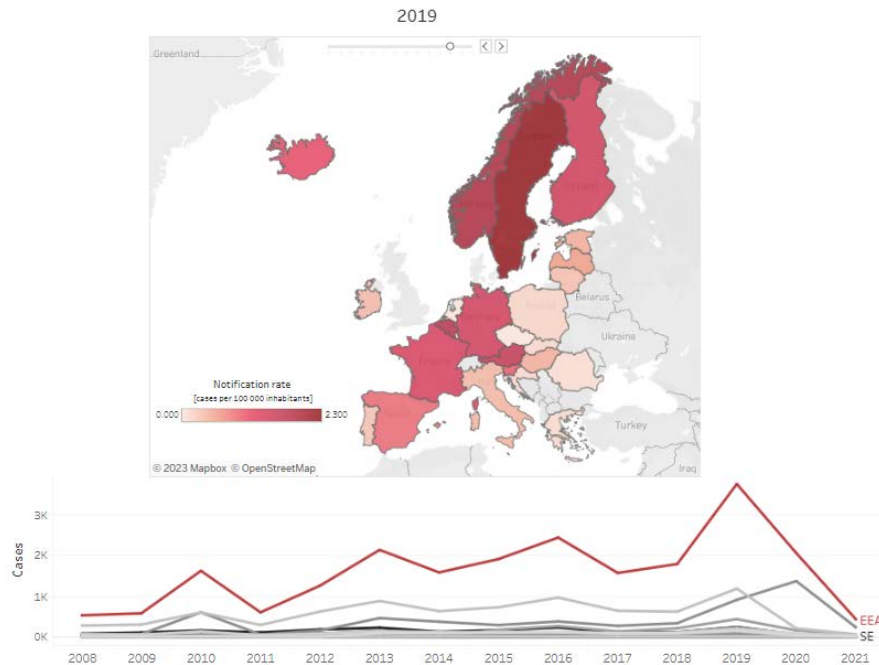 2019
Greenland
Belarus
Ukraine
Turkey
Iraq
Notification rate
[cases per 100 000 inhabitants]
0.000 2.300
© 2023 Mapbox © OpenStreetMap
Cases
3K
2K
1K
0K
EEA
SE
2008 2009 2010 2011 2012 2013 2014 2015 2016 2017 2018 2019 2020 2021